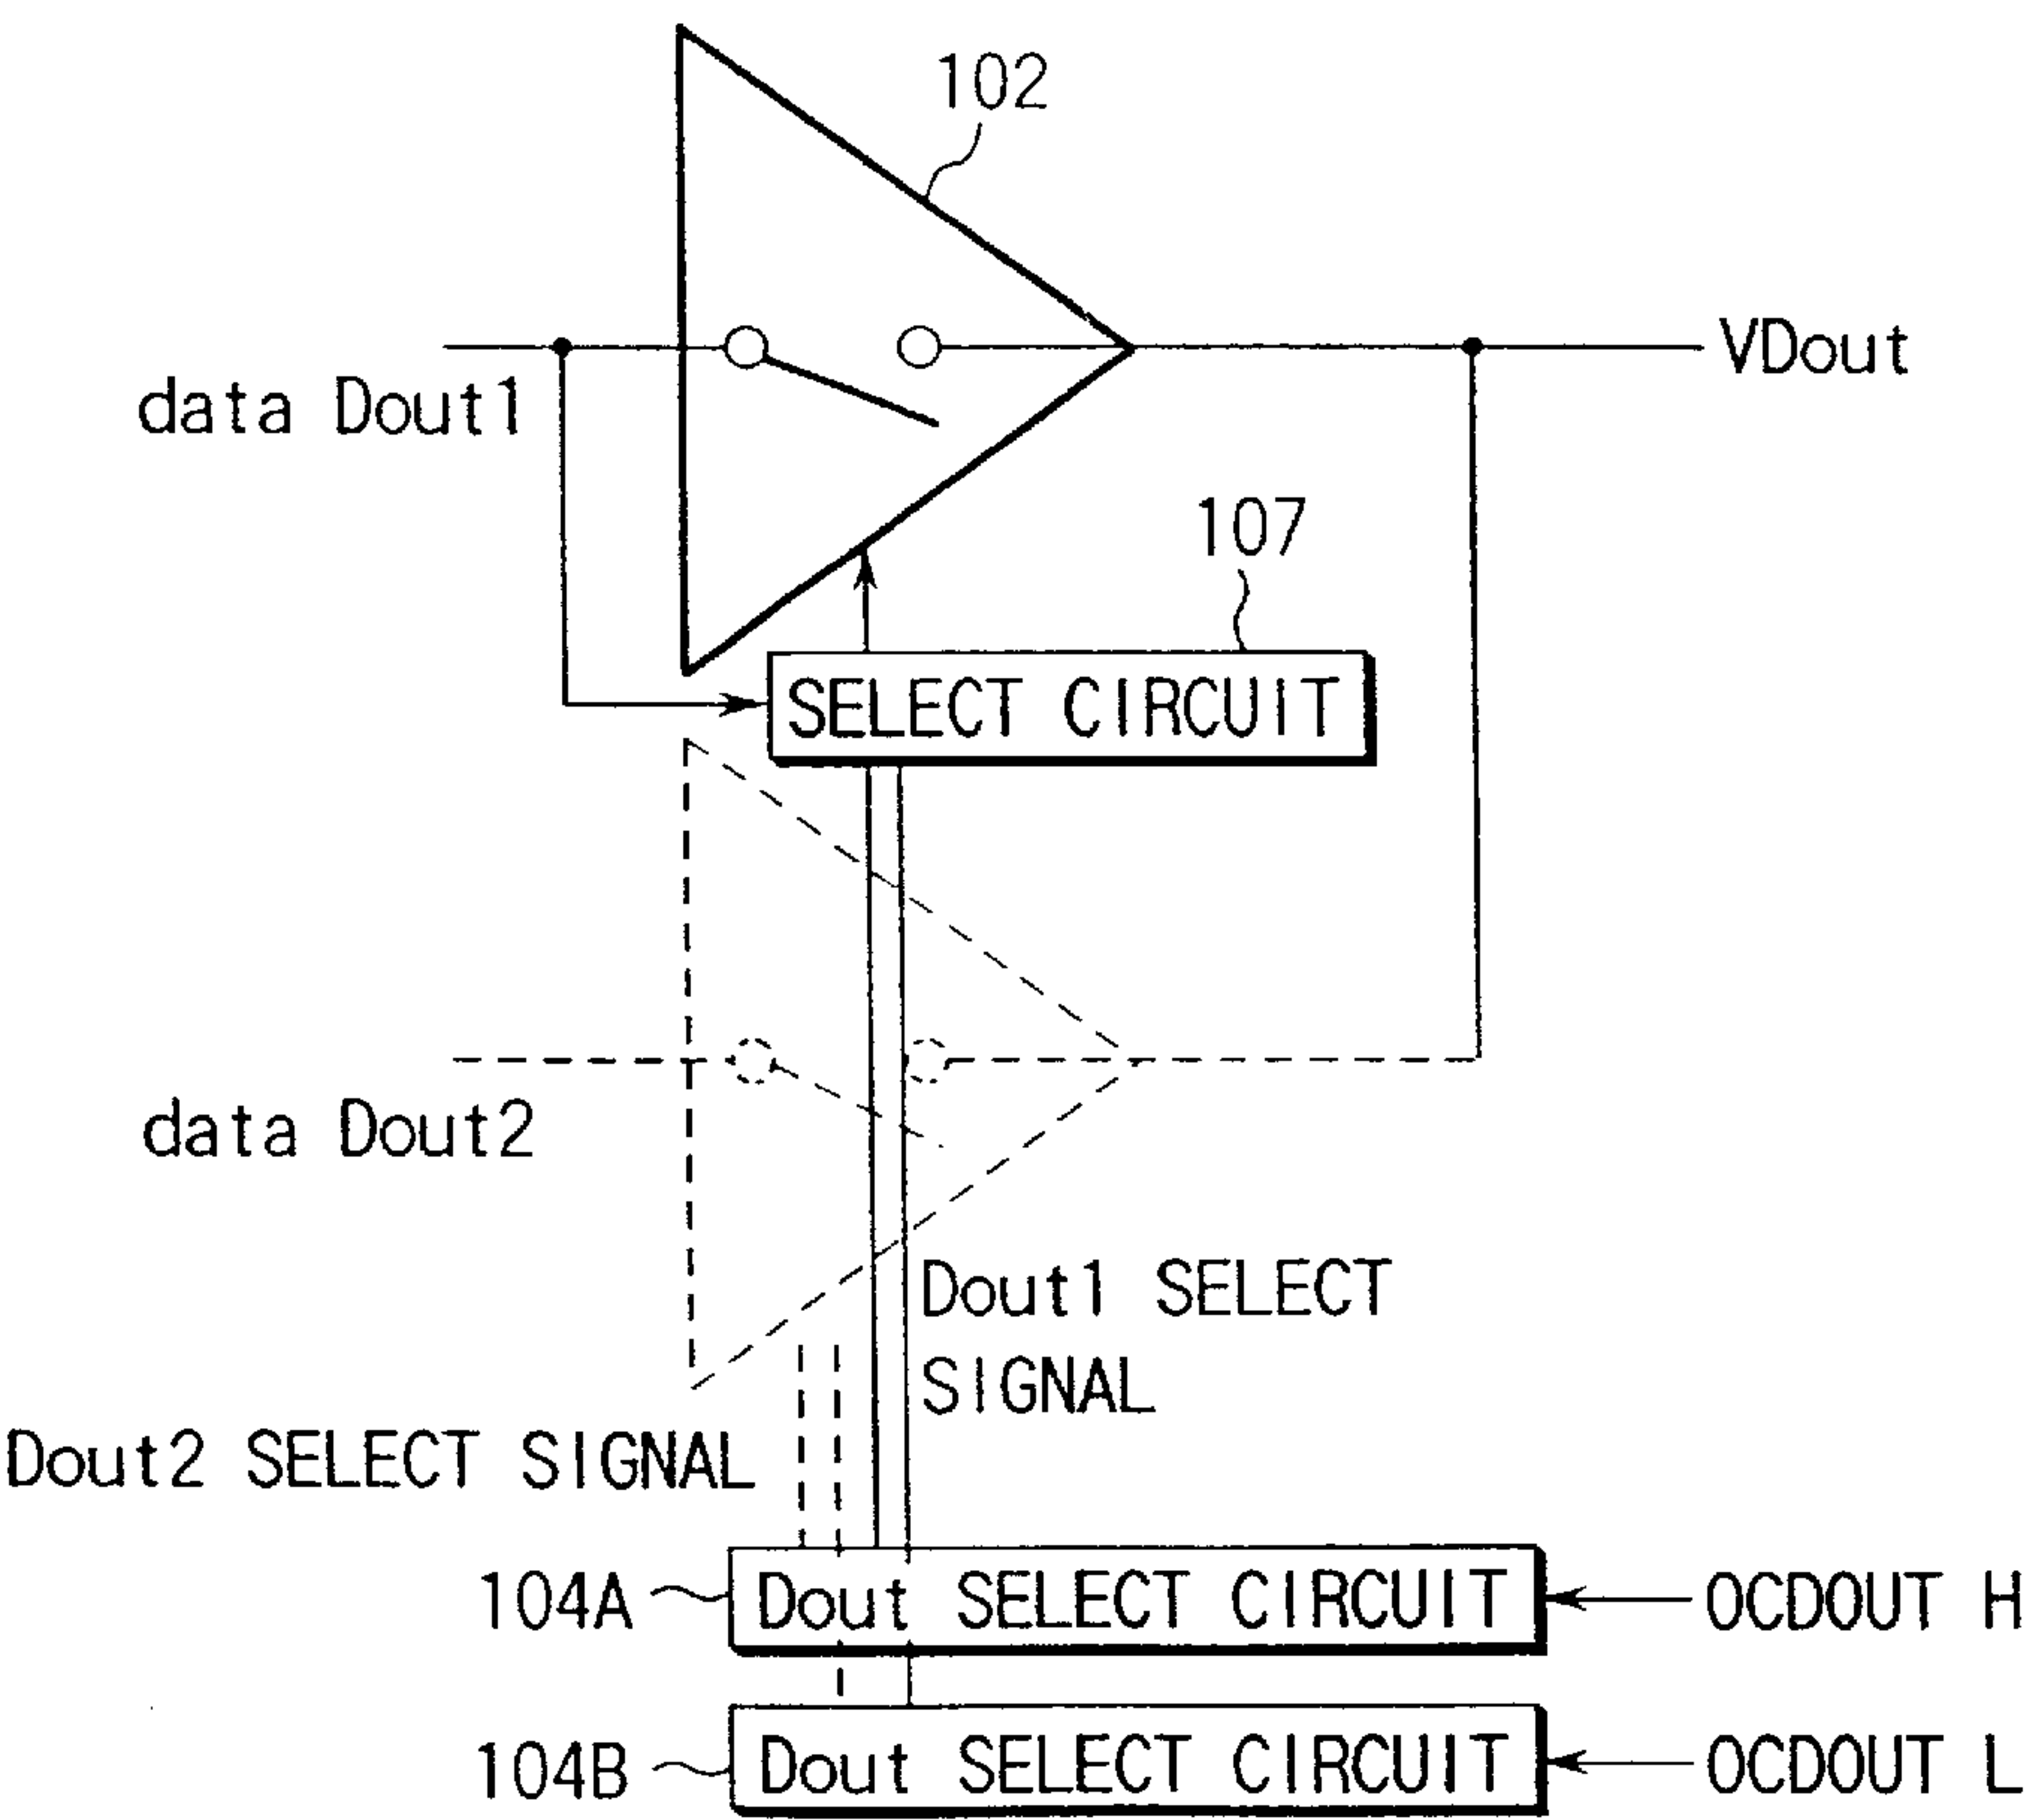 102
VDout
data Dout1
107
SELECT CIRCUIT
data Dout2
Dout1 SELECT
SIGNAL
Dout2 SELECT SIGNAL
104A
Dout SELECT CIRCUIT
OCDOUT H
104B
Dout SELECT CIRCUIT
OCDOUT L